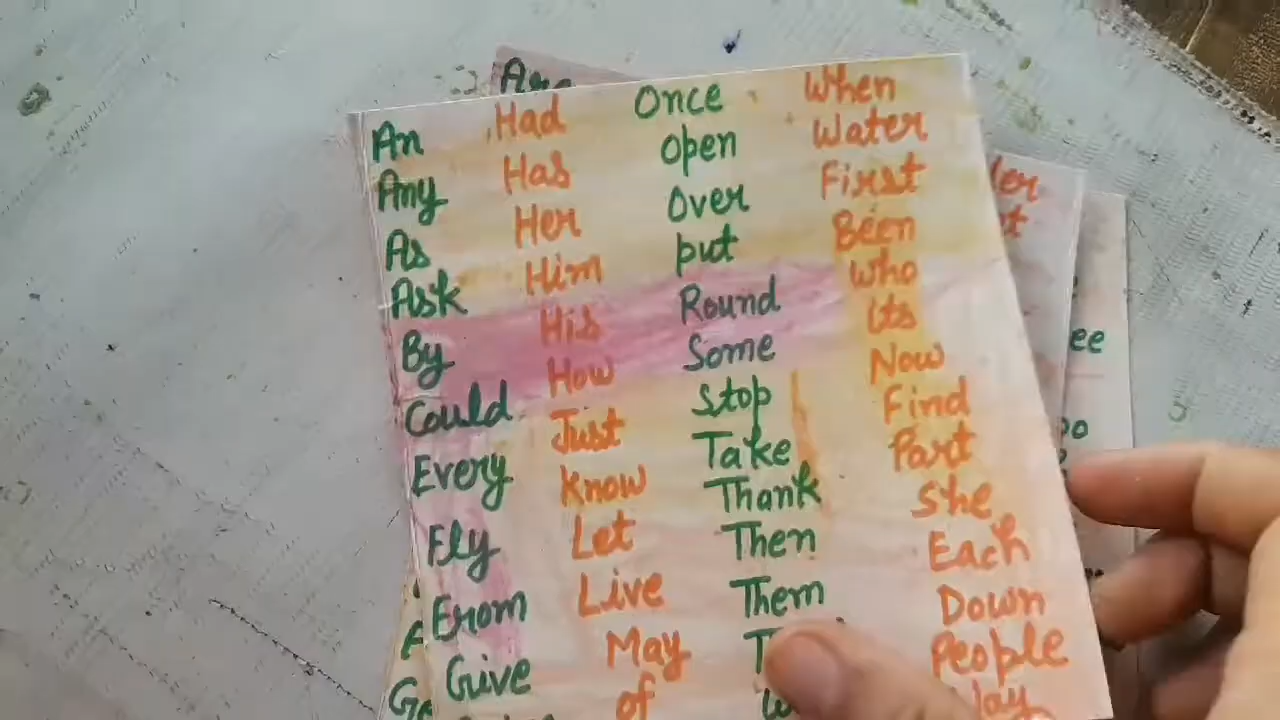 Are
An
Any
As
Ask
By
Could
Every
Fly
From
Give
Had
Has
Her
Him
His
How
Just
Know
Let
Live
May
of
Once
open
Over
put
Round
Some
Stop
Take
Thank
Then
Them
When
Water
First
Been
who
Its
Now
Find
Part
She
Each
Down
People